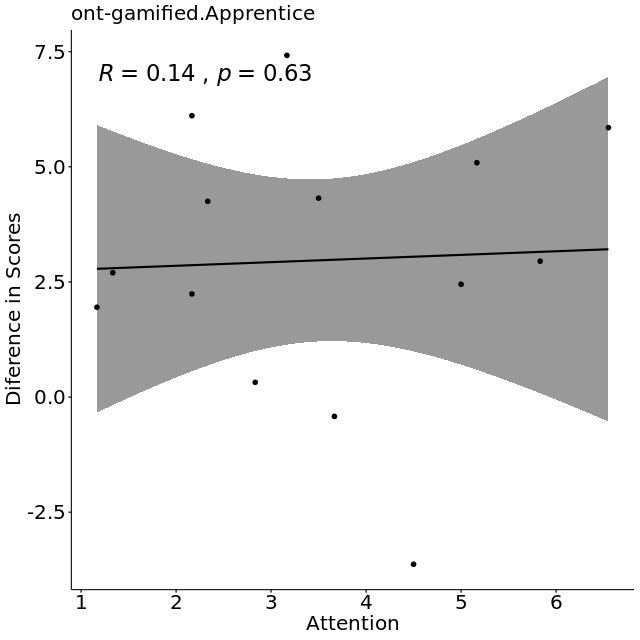 ont-gamified.Apprentice
R = 0.14 , p = 0.63
7.5
5.0
2.5
0.0
-2.5
Diference in Scores
1 2 3 4 5 6
Attention